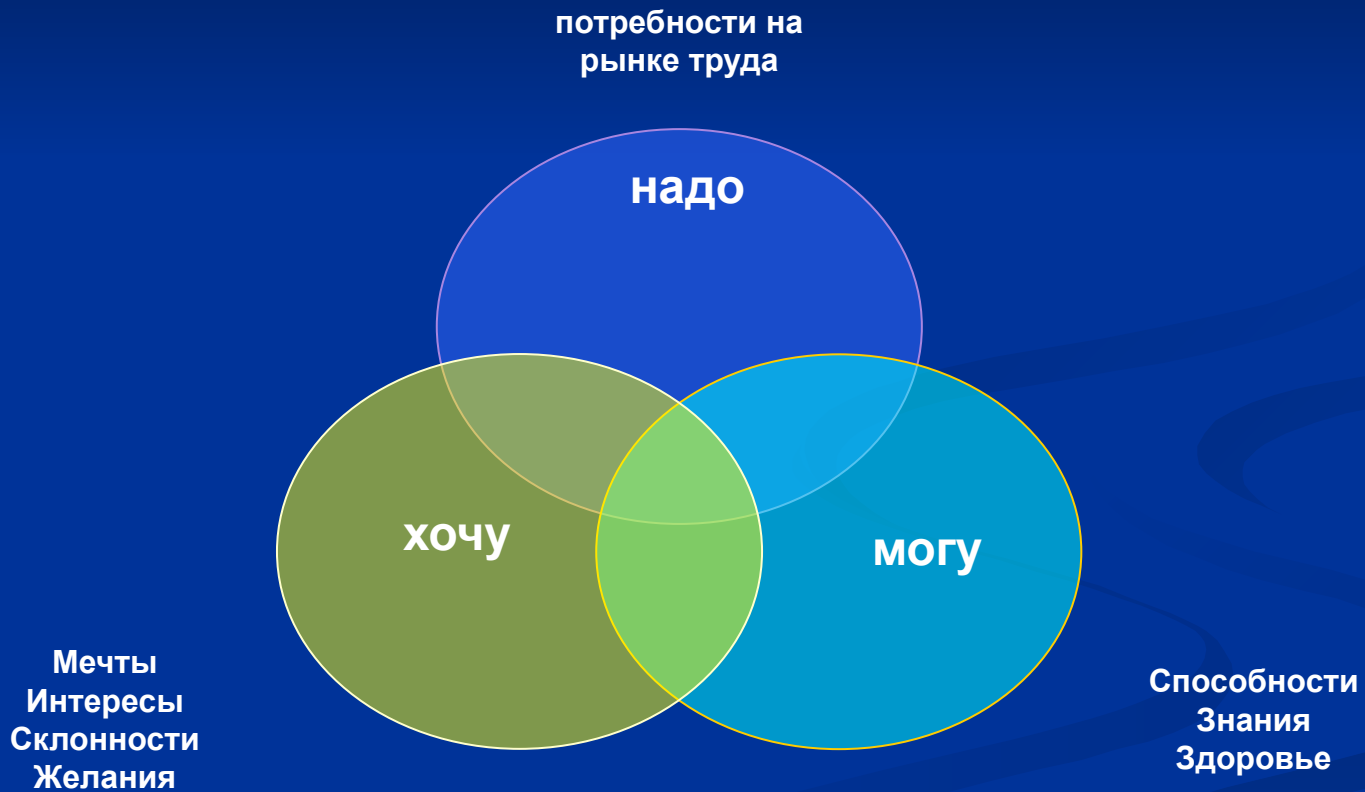 потребности на
рынке труда
надо
хочу
могу
Мечты
Интересы
Склонности
Желания
Способности
Знания
Здоровье